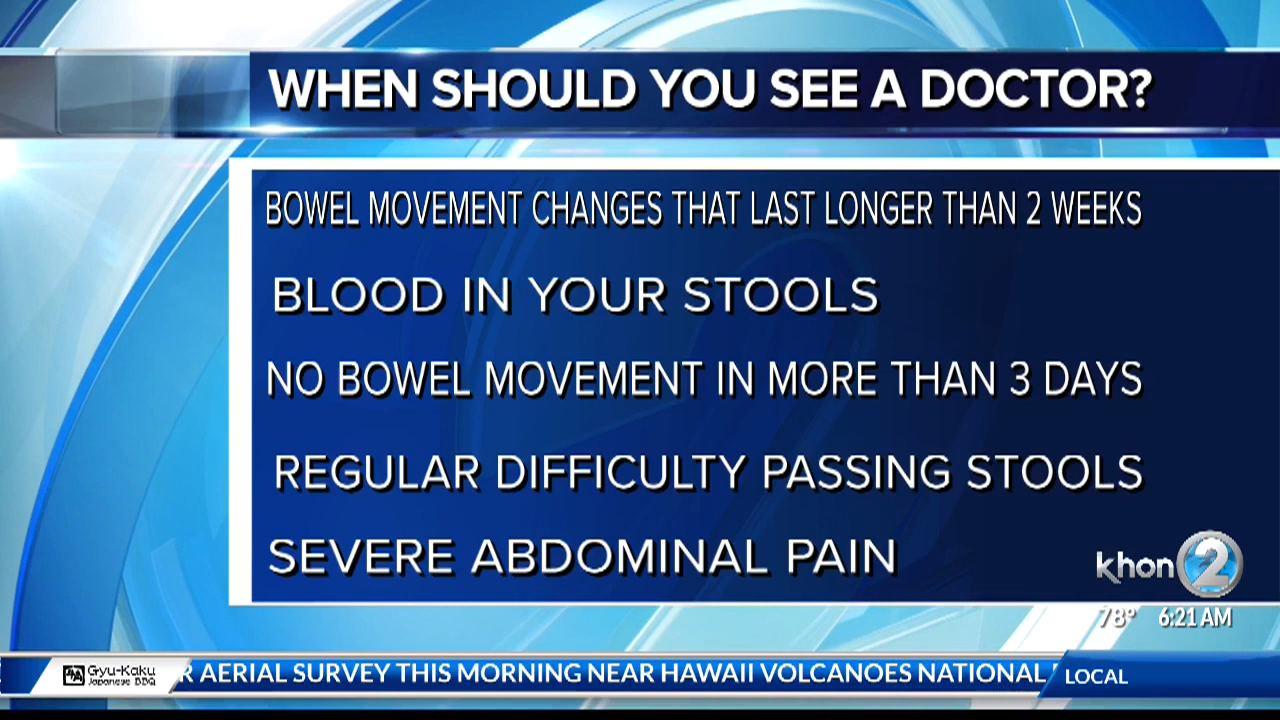 WHEN SHOULD YOU SEE A DOCTOR?
BOWEL MOVEMENT CHANGES THAT LAST LONGER THAN 2 WEEKS
BLOOD IN YOUR STOOLS
NO BOWEL MOVEMENT IN MORE THAN 3 DAYS
REGULAR DIFFICULTY PASSING STOOLS
SEVERE ABDOMINAL PAIN
khon 2
78° 6:21 AM
Gyu-Kaku
Japanese BBQ
R AERIAL SURVEY THIS MORNING NEAR HAWAII VOLCANOES NATIONAL
LOCAL